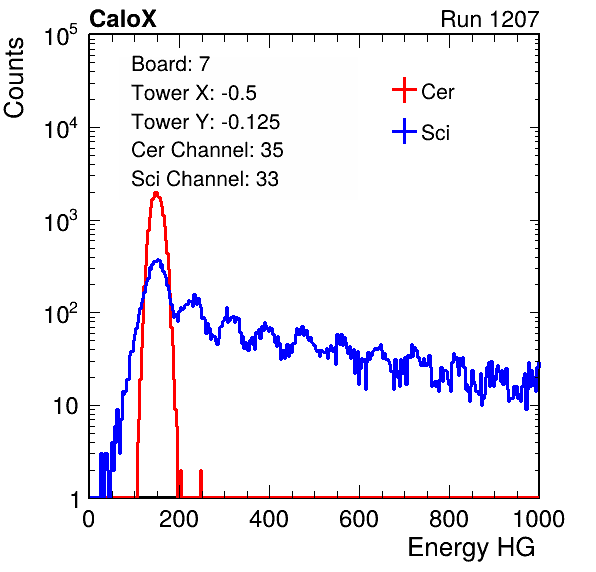 CaloX Run 1207
Counts
Board: 7
Tower X: -0.5
Tower Y: -0.125
Cer Channel: 35
Sci Channel: 33
Cer
Sci
10^5
10^4
10^3
10^2
10
1
0 200 400 600 800 1000
Energy HG